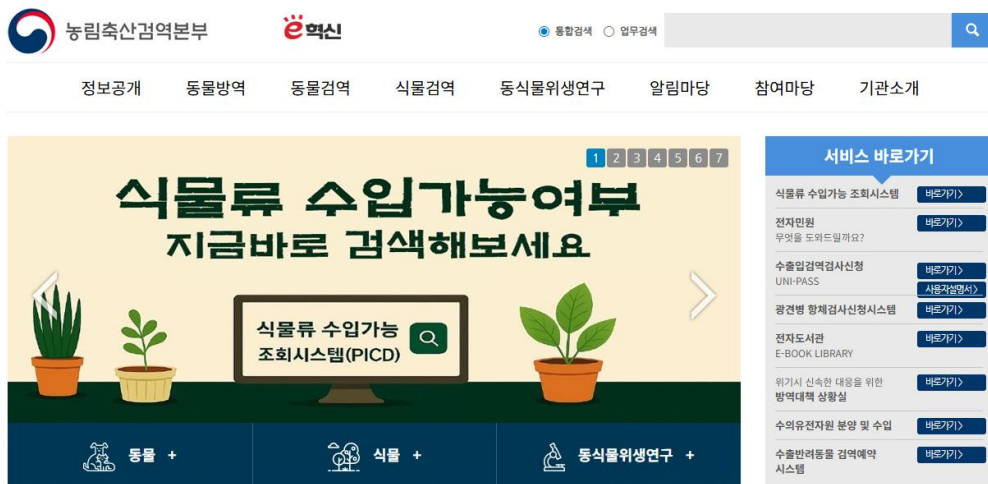 농림축산검역본부
ë혁신
통합검색 업무검색
정보공개 동물방역 동물검역 식물검역 동식물위생연구 알림마당 참여마당 기관소개
1 2 3 4 5 6 7
식물류 수입가능여부
지금바로 검색해보세요
식물류 수입가능
조회시스템(PICD)
동물 +
식물 +
동식물위생연구 +
서비스 바로가기
식물류 수입가능 조회시스템 바로가기>
전자민원 바로가기>
무엇을 도와드릴까요?
수출입검역검사신청 바로가기>
UNI-PASS 사용자설명서>
광견병 항체검사신청시스템 바로가기>
전자도서관 바로가기>
E-BOOK LIBRARY
위기시 신속한 대응을 위한 바로가기>
방역대책 상황실
수의유전자원 분양 및 수입 바로가기>
수출반려동물 검역예약 바로가기>
시스템